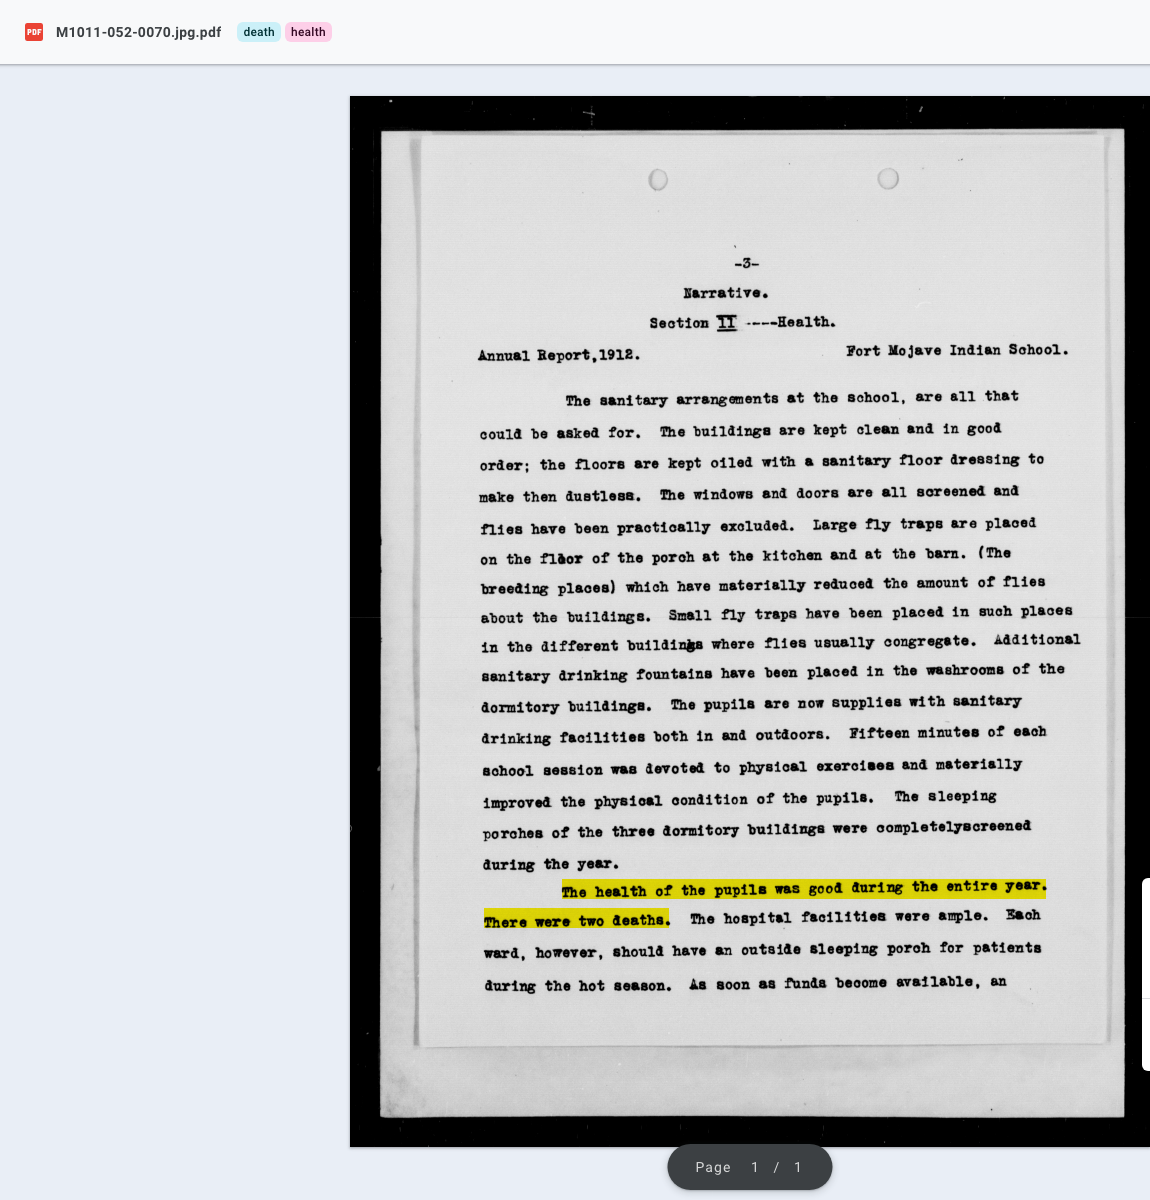 PDF M1011-052-0070.jpg.pdf death health
-3-
Narrative.
Section II ----Health.
Annual Report,1912. Fort Mojave Indian School.
The sanitary arrangements at the school, are all that
could be asked for. The buildings are kept clean and in good
order; the floors are kept oiled with a sanitary floor dressing to
make then dustless. The windows and doors are all screened and
flies have been practically excluded. Large fly traps are placed
on the floor of the porch at the kitchen and at the barn. (The
breeding places) which have materially reduced the amount of flies
about the buildings. Small fly traps have been placed in such places
in the different buildings where flies usually congregate. Additional
sanitary drinking fountains have been placed in the washrooms of the
dormitory buildings. The pupils are now supplies with sanitary
drinking facilities both in and outdoors. Fifteen minutes of each
school session was devoted to physical exercises and materially
improved the physical condition of the pupils. The sleeping
porches of the three dormitory buildings were completelyscreened
during the year.
The health of the pupils was good during the entire year.
There were two deaths. The hospital facilities were ample. Each
ward, however, should have an outside sleeping porch for patients
during the hot season. As soon as funds become available, an
Page 1 / 1